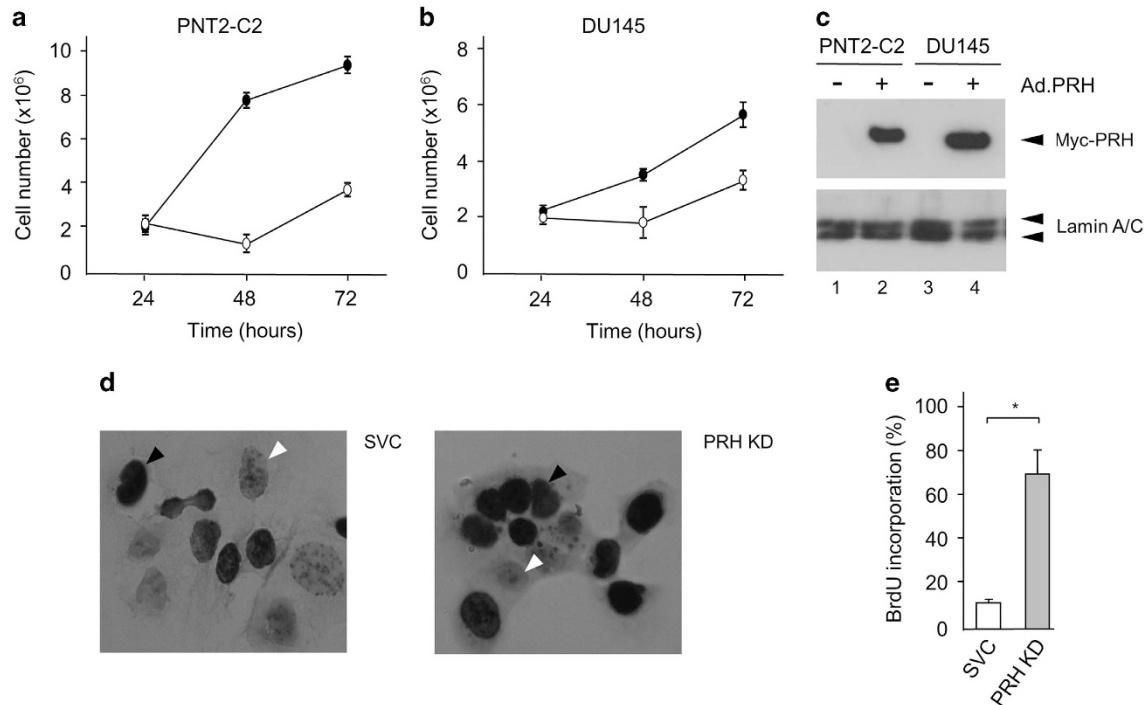 a
PNT2-C2
Cell number (x10⁶)
10
8
6
4
2
0
24 48 72
Time (hours)
b
DU145
Cell number (x10⁶)
8
6
4
2
0
24 48 72
Time (hours)
c
PNT2-C2 DU145
- + - + Ad.PRH
Myc-PRH
Lamin A/C
1 2 3 4
d
SVC
PRH KD
e
BrdU incorporation (%)
100
80
60
40
20
0
*
SVC
PRH KD